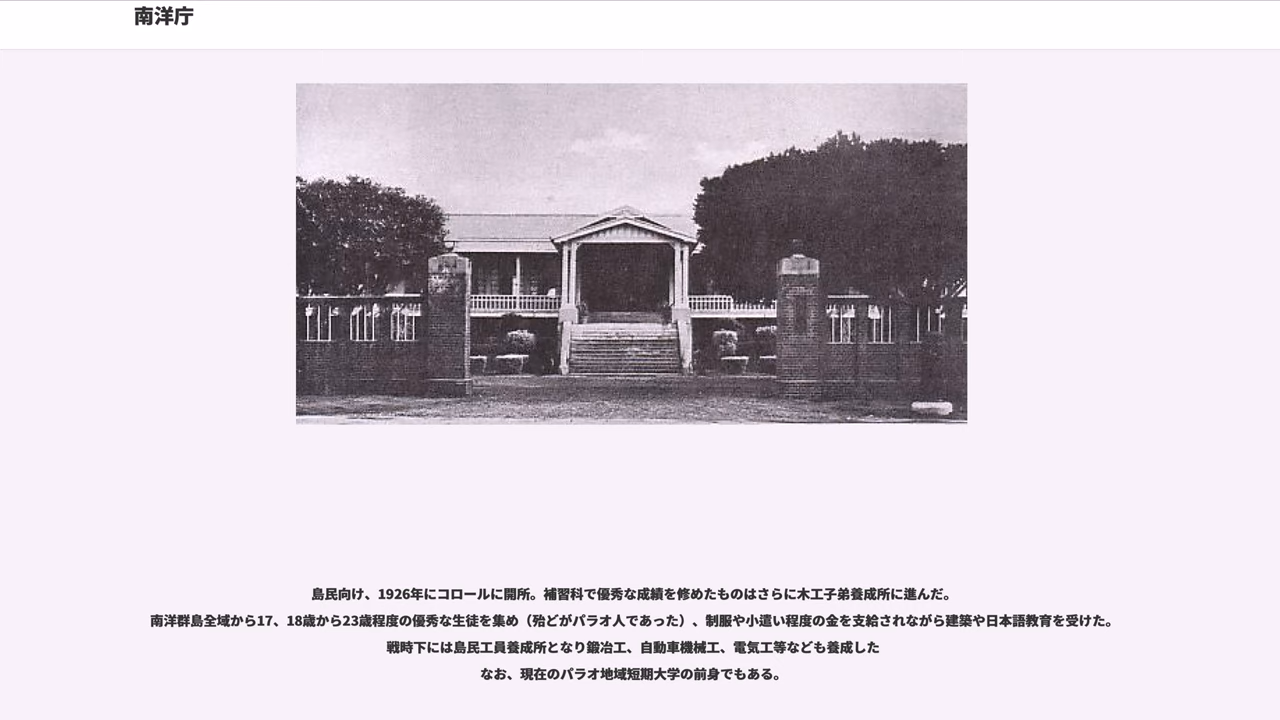 南洋庁
島民向け、1926年にコロールに開所。補習科で優秀な成績を修めたものはさらに木工子弟養成所に進んだ。
南洋群島全域から17、18歳から23歳程度の優秀な生徒を集め（殆どがパラオ人であった）、制服や小遣い程度の金を支給されながら建築や日本語教育を受けた。
戦時下には島民工員養成所となり鍛冶工、自動車機械工、電気工等なども養成した
なお、現在のパラオ地域短期大学の前身でもある。